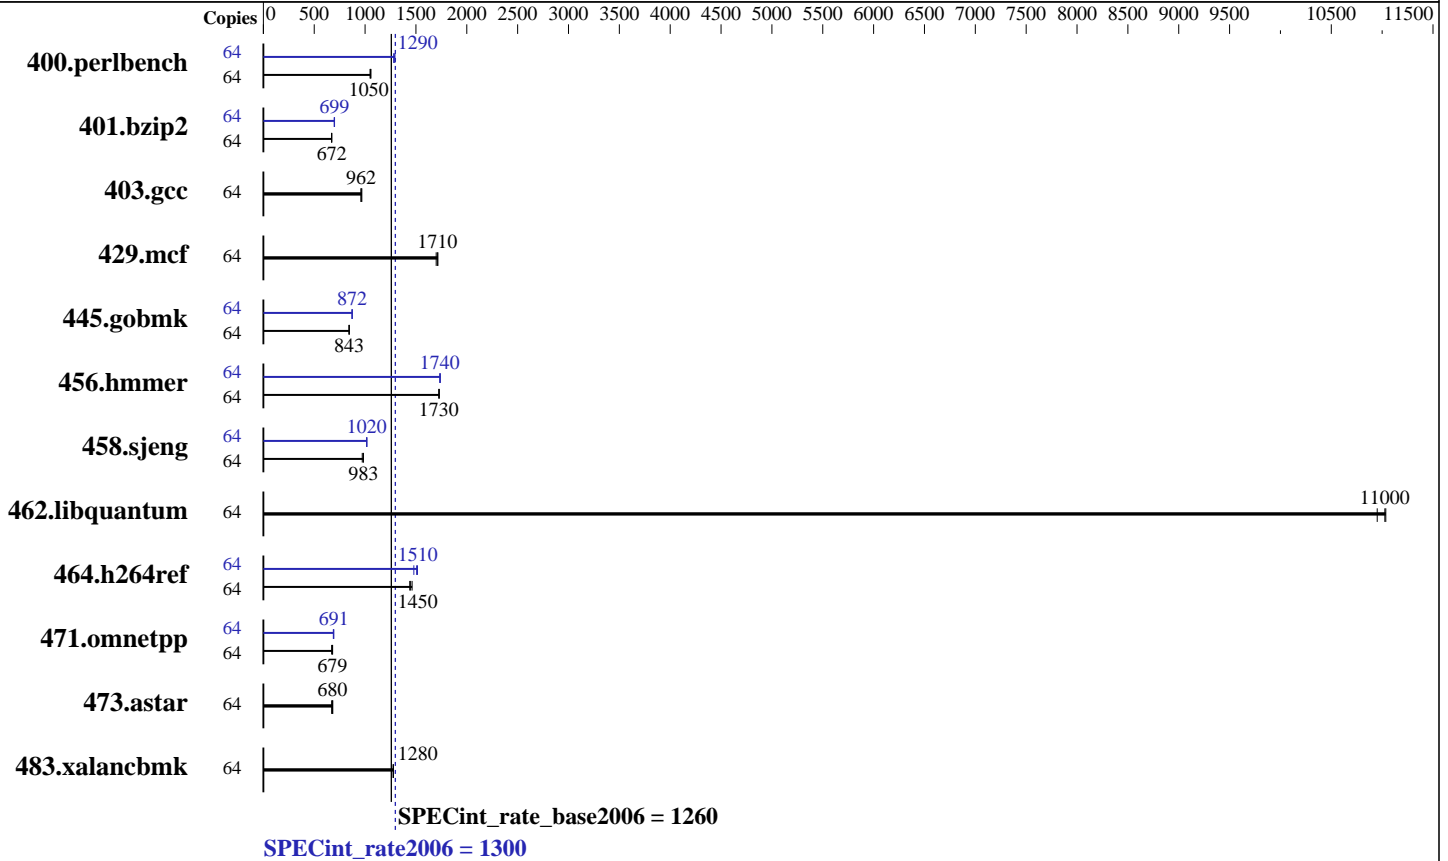 Copies 0 500 1000 1500 2000 2500 3000 3500 4000 4500 5000 5500 6000 6500 7000 7500 8000 8500 9000 9500 10500 11500
400.perlbench 64 1290
64 1050
401.bzip2 64 699
64 672
403.gcc 64 962
429.mcf 64 1710
445.gobmk 64 872
64 843
456.hmmer 64 1740
64 1730
458.sjeng 64 1020
64 983
462.libquantum 64 11000
464.h264ref 64 1510
64 1450
471.omnetpp 64 691
64 679
473.astar 64 680
483.xalancbmk 64 1280
SPECint_rate_base2006 = 1260
SPECint_rate2006 = 1300